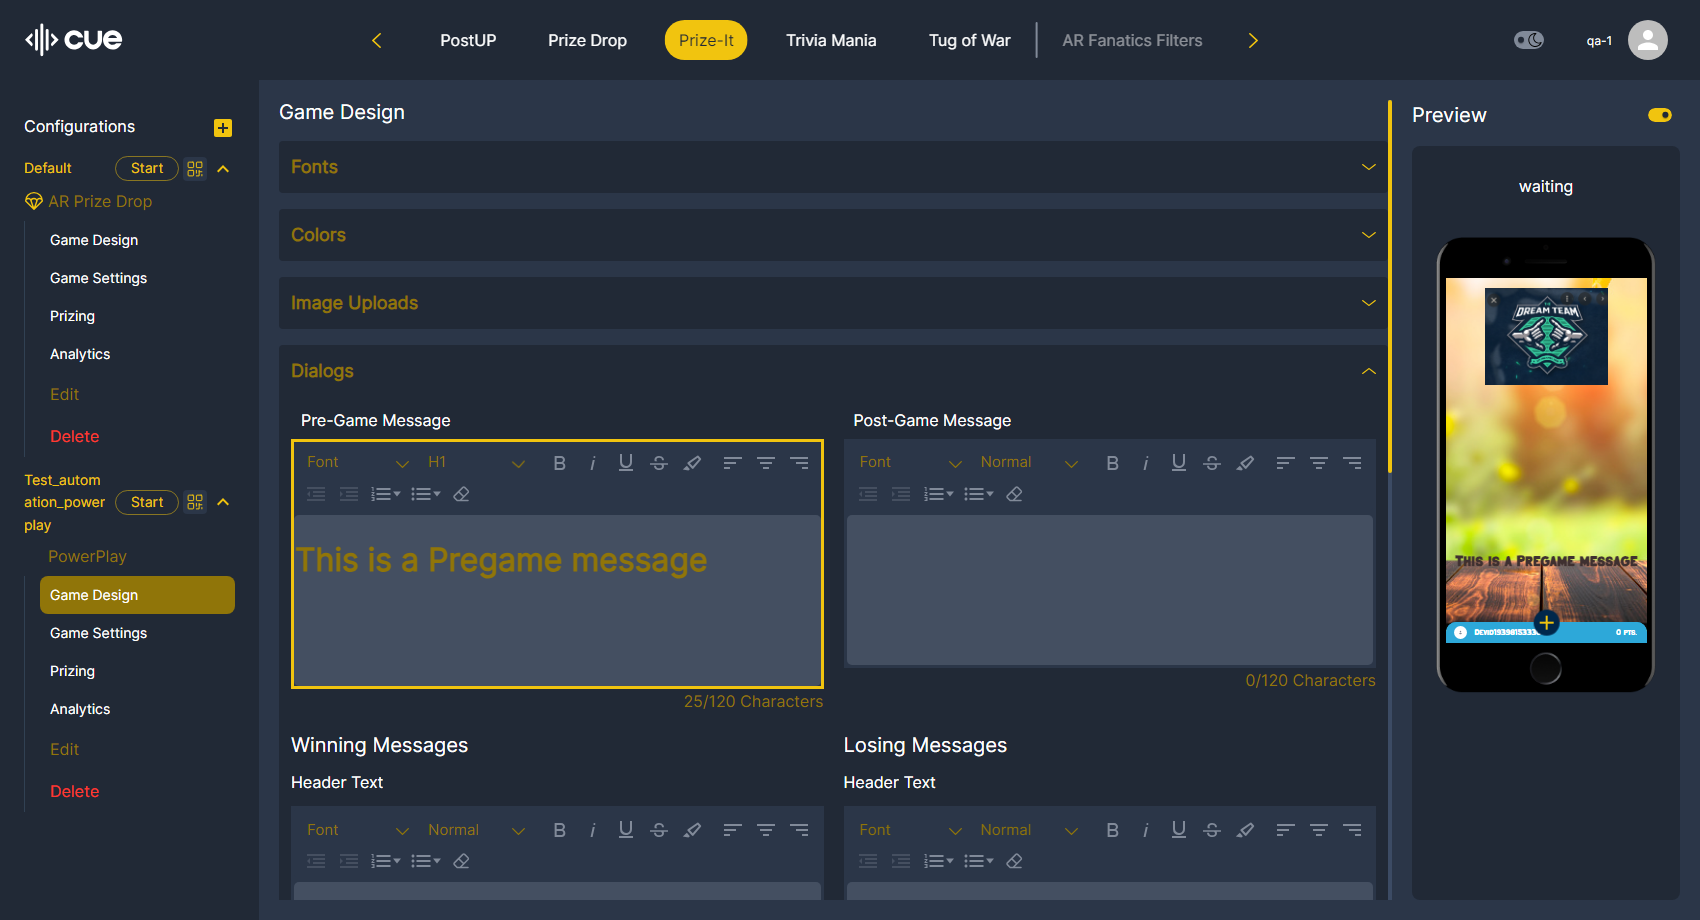 cue
PostUP
Prize Drop
Prize-It
Trivia Mania
Tug of War
AR Fanatics Filters
qa-1
Configurations
Default
Start
AR Prize Drop
Game Design
Game Settings
Prizing
Analytics
Edit
Delete
Test_autom
ation_power
play
Start
PowerPlay
Game Design
Game Settings
Prizing
Analytics
Edit
Delete
Game Design
Fonts
Colors
Image Uploads
Dialogs
Pre-Game Message
Font
H1
This is a Pregame message
25/120 Characters
Post-Game Message
Font
Normal
0/120 Characters
Winning Messages
Header Text
Font
Normal
Losing Messages
Header Text
Font
Normal
Preview
waiting
DREAM TEAM
This is a Pregame message
0 pts.